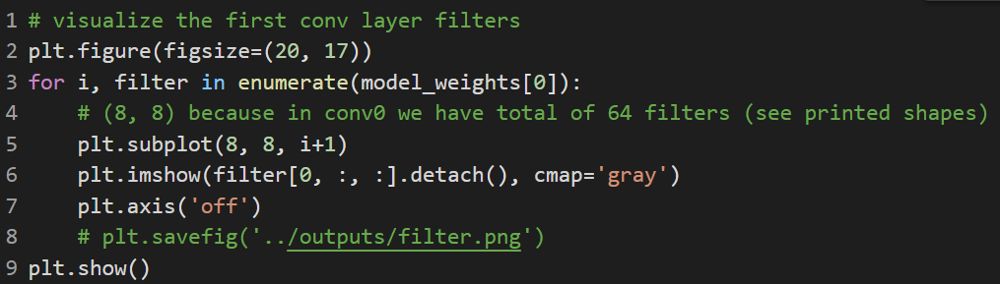 1 # visualize the first conv layer filters
2 plt.figure(figsize=(20, 17))
3 for i, filter in enumerate(model_weights[0]):
4     # (8, 8) because in conv0 we have total of 64 filters (see printed shapes)
5     plt.subplot(8, 8, i+1)
6     plt.imshow(filter[0, :, :].detach(), cmap='gray')
7     plt.axis('off')
8     # plt.savefig('../outputs/filter.png')
9 plt.show()